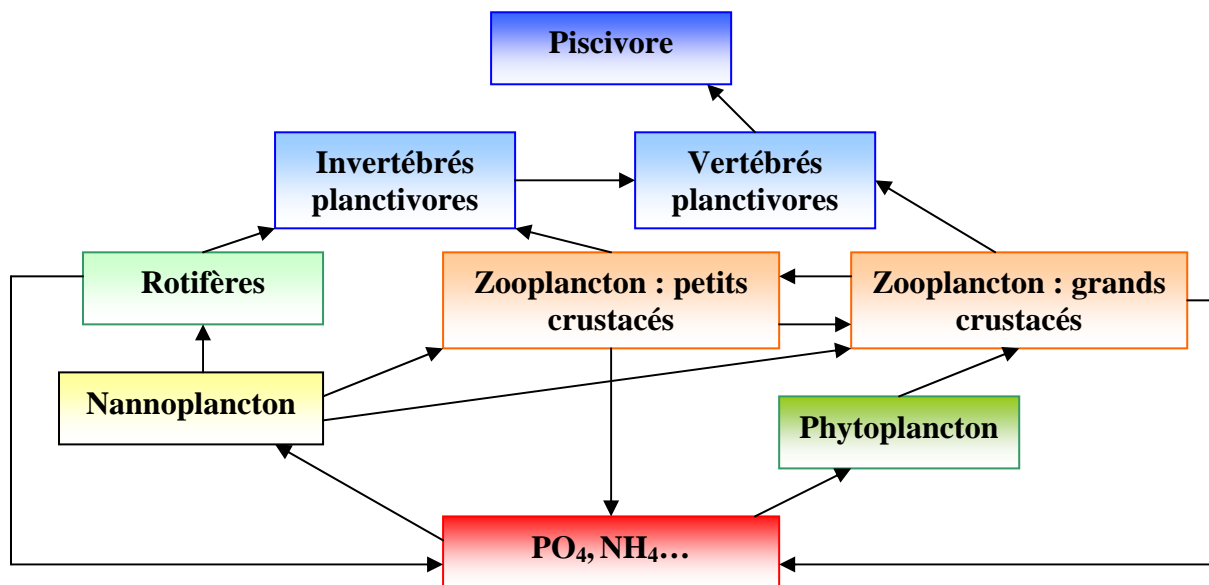 Piscivore
Invertébrés
planctivores
Vertébrés
planctivores
Rotifères
Zooplancton : petits
crustacés
Zooplancton : grands
crustacés
Nannoplancton
Phytoplancton
PO₄, NH₄…